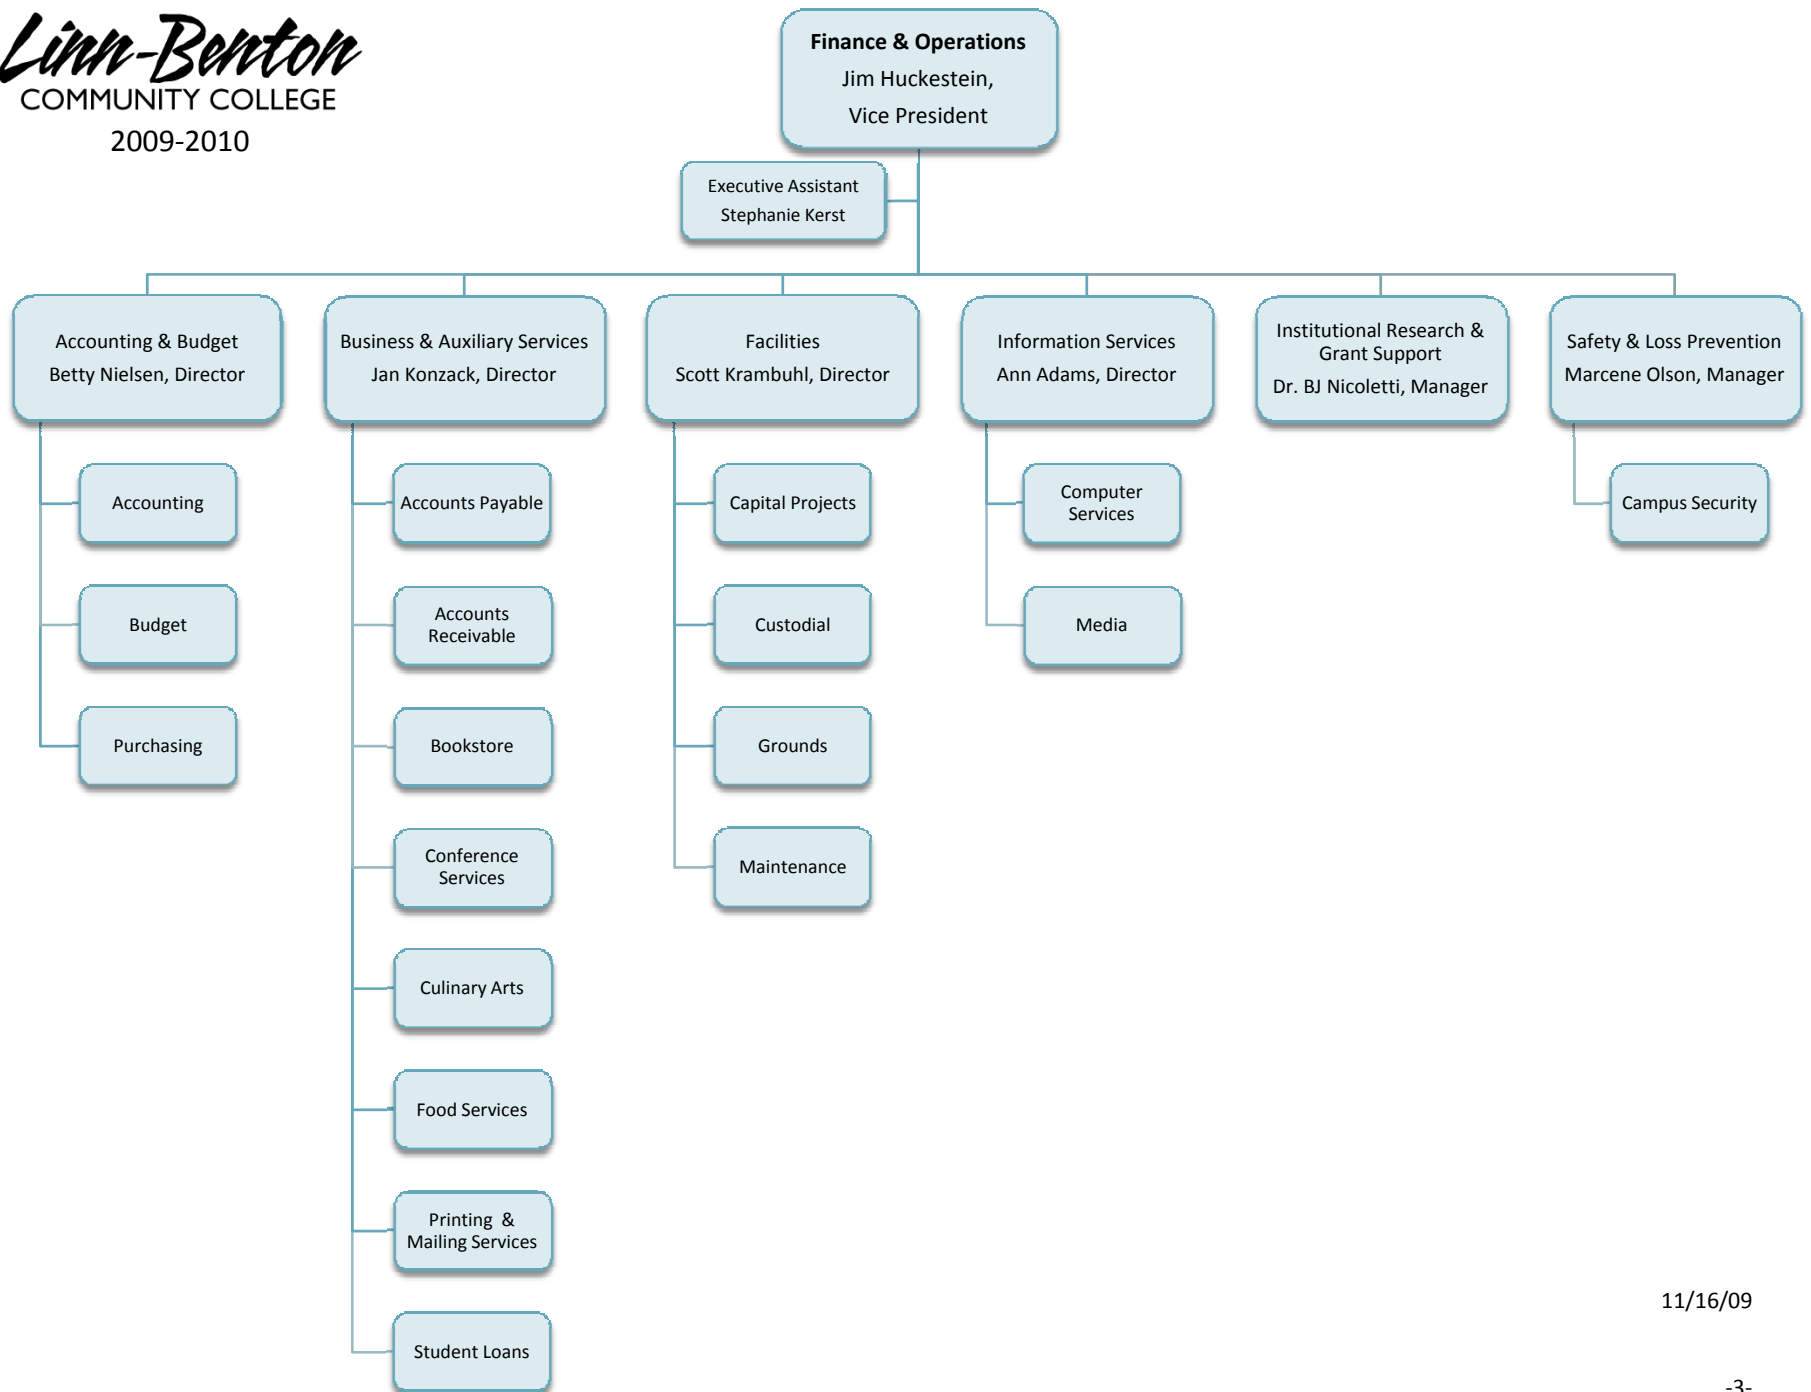 Linn-Benton
COMMUNITY COLLEGE
2009-2010
Finance & Operations
Jim Huckestein,
Vice President
Executive Assistant
Stephanie Kerst
Accounting & Budget
Betty Nielsen, Director
Accounting
Budget
Purchasing
Business & Auxiliary Services
Jan Konzack, Director
Accounts Payable
Accounts
Receivable
Bookstore
Conference
Services
Culinary Arts
Food Services
Printing &
Mailing Services
Student Loans
Facilities
Scott Krambuhl, Director
Capital Projects
Custodial
Grounds
Maintenance
Information Services
Ann Adams, Director
Computer
Services
Media
Institutional Research &
Grant Support
Dr. BJ Nicoletti, Manager
Safety & Loss Prevention
Marcene Olson, Manager
Campus Security
11/16/09
-3-